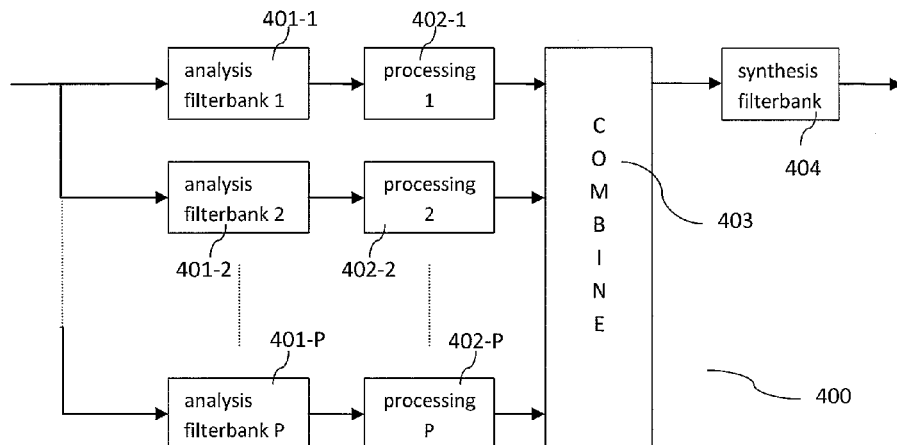 401-1
402-1
analysis
filterbank 1
processing
1
synthesis
filterbank
404
C
O
M
B
I
N
E
403
analysis
filterbank 2
processing
2
401-2
402-2
401-P
402-P
analysis
filterbank P
processing
P
400